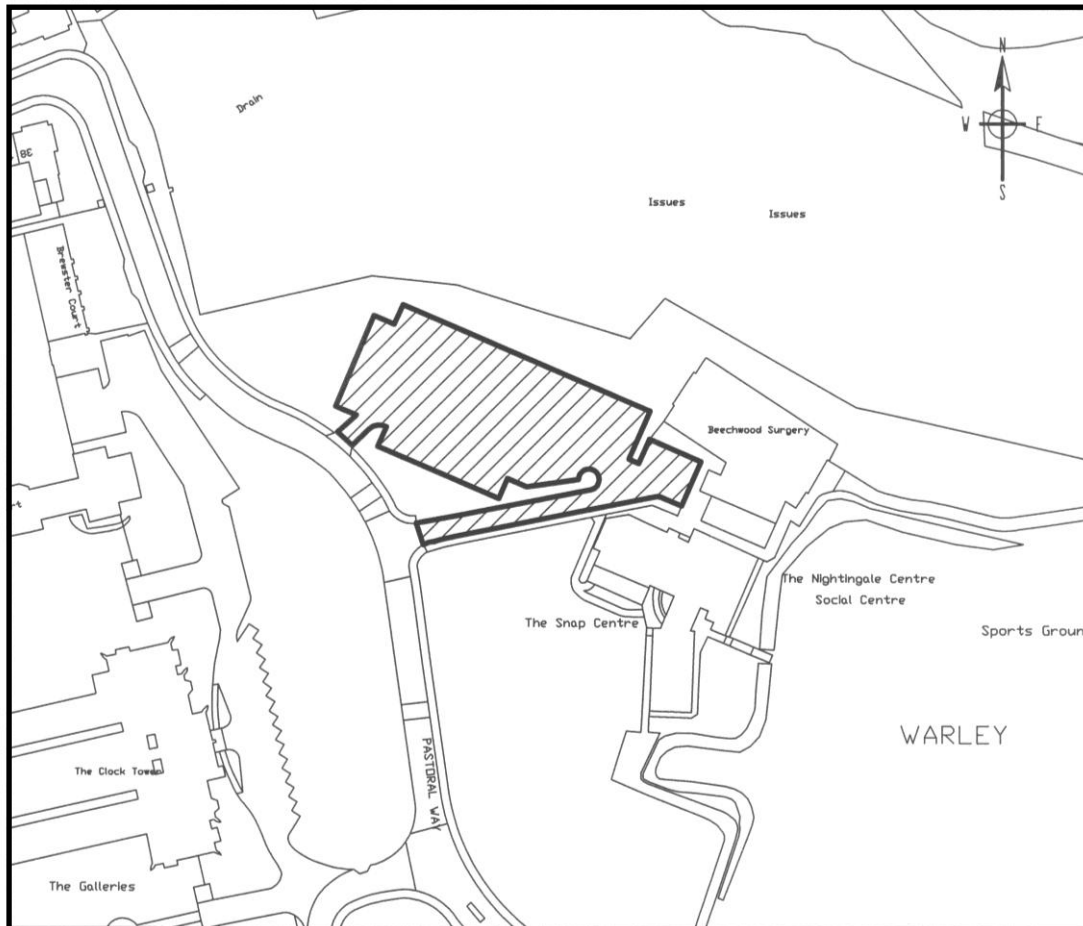 N
Drain
W E
S
Issues
Issues
38
Brewster Court
Beechwood Surgery
The Nightingale Centre
Social Centre
The Snap Centre
Sports Groun
WARLEY
PASTORAL WAY
The Clock Tower
The Galleries